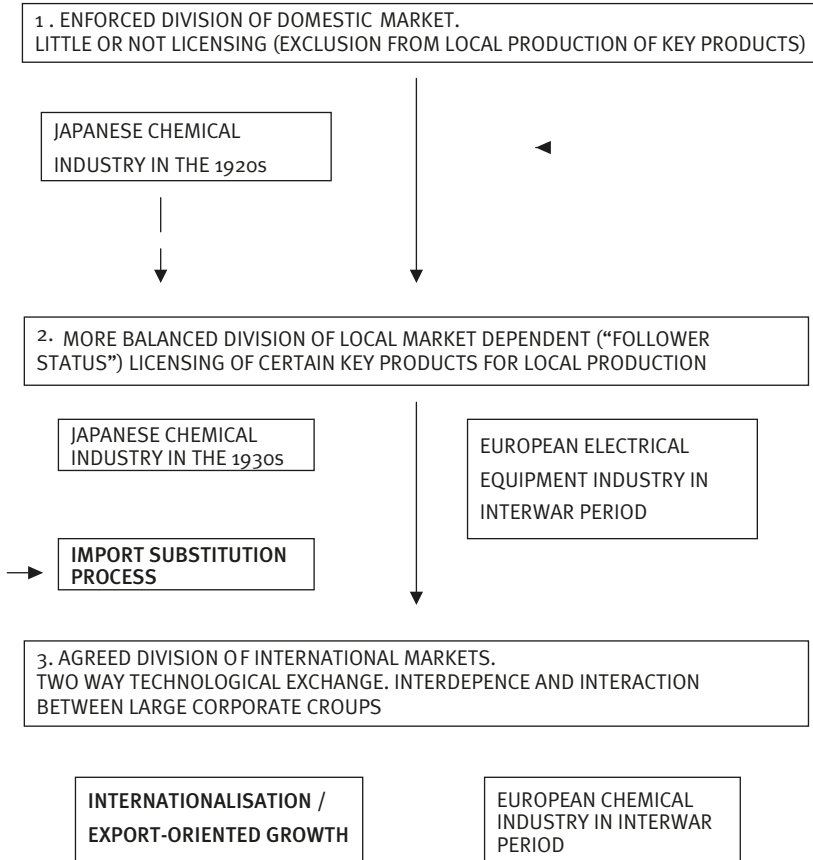 1 . ENFORCED DIVISION OF DOMESTIC MARKET.
LITTLE OR NOT LICENSING (EXCLUSION FROM LOCAL PRODUCTION OF KEY PRODUCTS)
JAPANESE CHEMICAL
INDUSTRY IN THE 1920s
2. MORE BALANCED DIVISION OF LOCAL MARKET DEPENDENT (“FOLLOWER
STATUS”) LICENSING OF CERTAIN KEY PRODUCTS FOR LOCAL PRODUCTION
JAPANESE CHEMICAL
INDUSTRY IN THE 1930s
EUROPEAN ELECTRICAL
EQUIPMENT INDUSTRY IN
INTERWAR PERIOD
IMPORT SUBSTITUTION
PROCESS
3. AGREED DIVISION OF INTERNATIONAL MARKETS.
TWO WAY TECHNOLOGICAL EXCHANGE. INTERDEPENCE AND INTERACTION
BETWEEN LARGE CORPORATE CROUPS
INTERNATIONALISATION /
EXPORT-ORIENTED GROWTH
EUROPEAN CHEMICAL
INDUSTRY IN INTERWAR
PERIOD